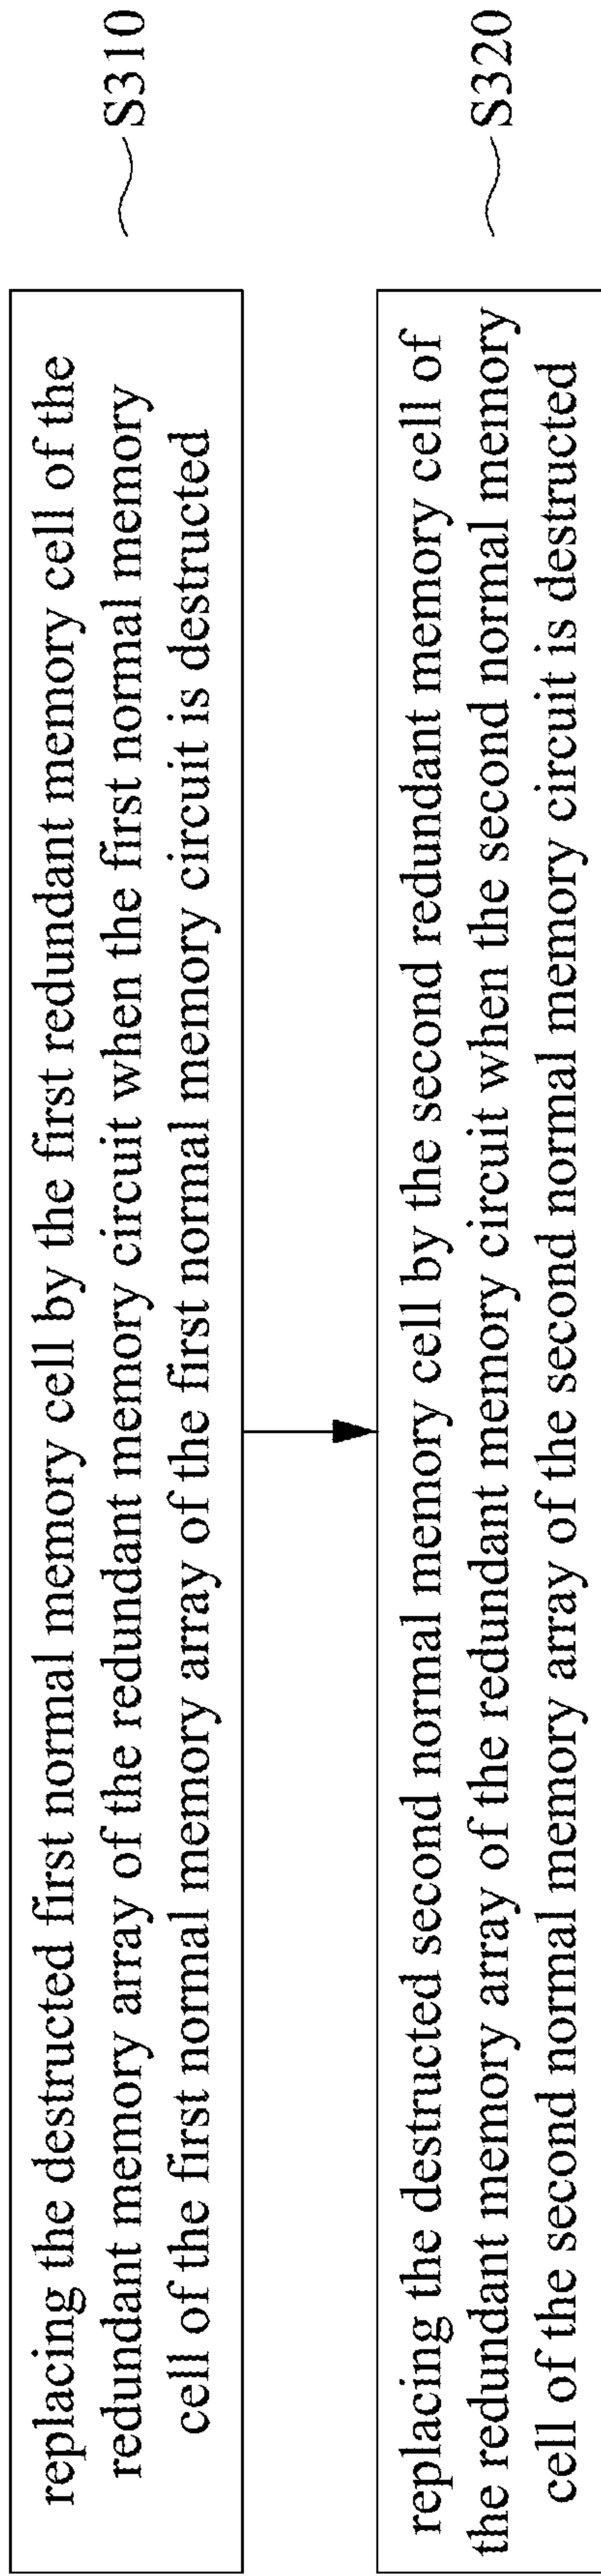 replacing the destructed first normal memory cell by the first redundant memory cell of the
redundant memory array of the redundant memory circuit when the first normal memory
cell of the first normal memory array of the first normal memory circuit is destructed
S310
replacing the destructed second normal memory cell by the second redundant memory cell of
the redundant memory array of the redundant memory circuit when the second normal memory
cell of the second normal memory array of the second normal memory circuit is destructed
S320